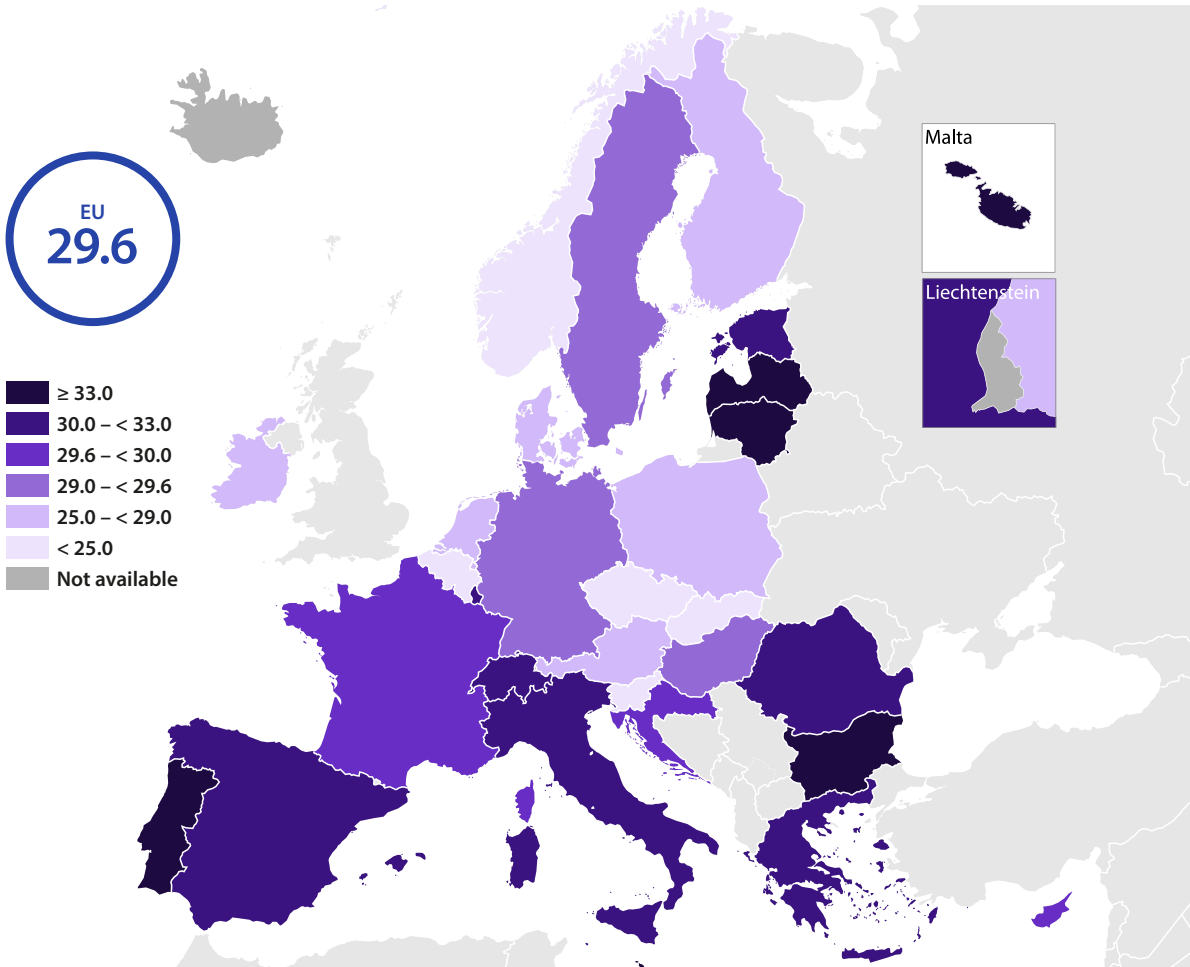 EU
29.6
≥ 33.0
30.0 – < 33.0
29.6 – < 30.0
29.0 – < 29.6
25.0 – < 29.0
< 25.0
Not available
Malta
Liechtenstein